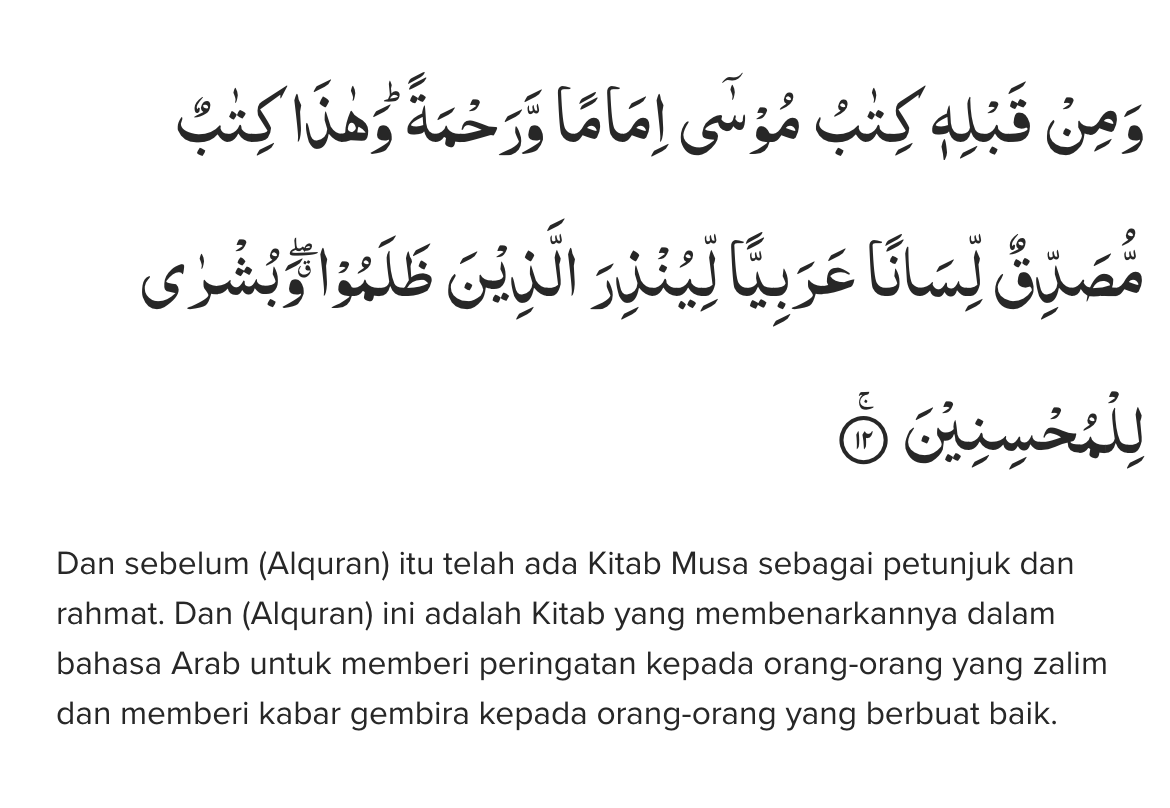 وَمِنْ قَبْلِهٖ كِتٰبُ مُوْسٰٓى اِمَامًا وَّرَحْمَةً ۗوَهٰذَا كِتٰبٌ
مُّصَدِّقٌ لِّسَانًا عَرَبِيًّا لِّيُنْذِرَ الَّذِيْنَ ظَلَمُوْا ۖوَبُشْرٰى
لِلْمُحْسِنِيْنَ ۚ ١٢
Dan sebelum (Alquran) itu telah ada Kitab Musa sebagai petunjuk dan
rahmat. Dan (Alquran) ini adalah Kitab yang membenarkannya dalam
bahasa Arab untuk memberi peringatan kepada orang-orang yang zalim
dan memberi kabar gembira kepada orang-orang yang berbuat baik.